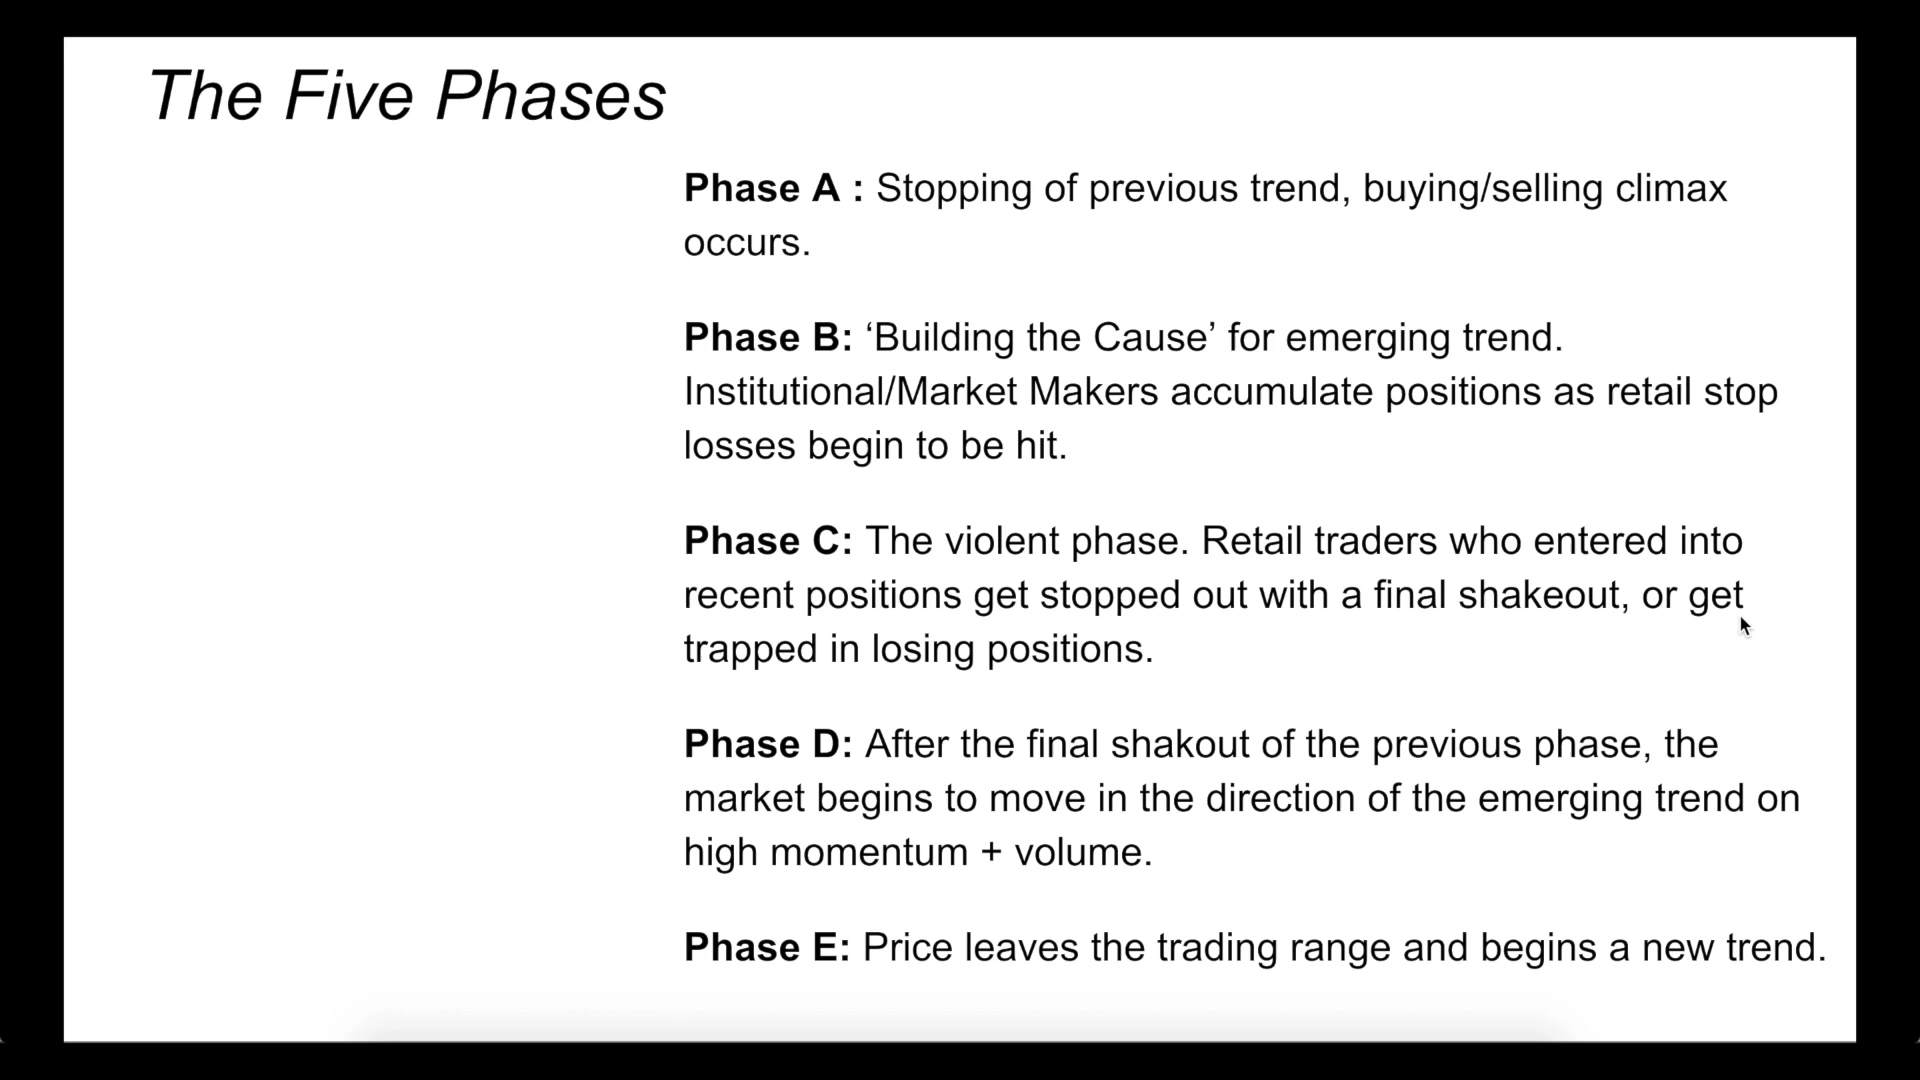 The Five Phases
Phase A : Stopping of previous trend, buying/selling climax
occurs.
Phase B: ‘Building the Cause’ for emerging trend.
Institutional/Market Makers accumulate positions as retail stop
losses begin to be hit.
Phase C: The violent phase. Retail traders who entered into
recent positions get stopped out with a final shakeout, or get
trapped in losing positions.
Phase D: After the final shakout of the previous phase, the
market begins to move in the direction of the emerging trend on
high momentum + volume.
Phase E: Price leaves the trading range and begins a new trend.